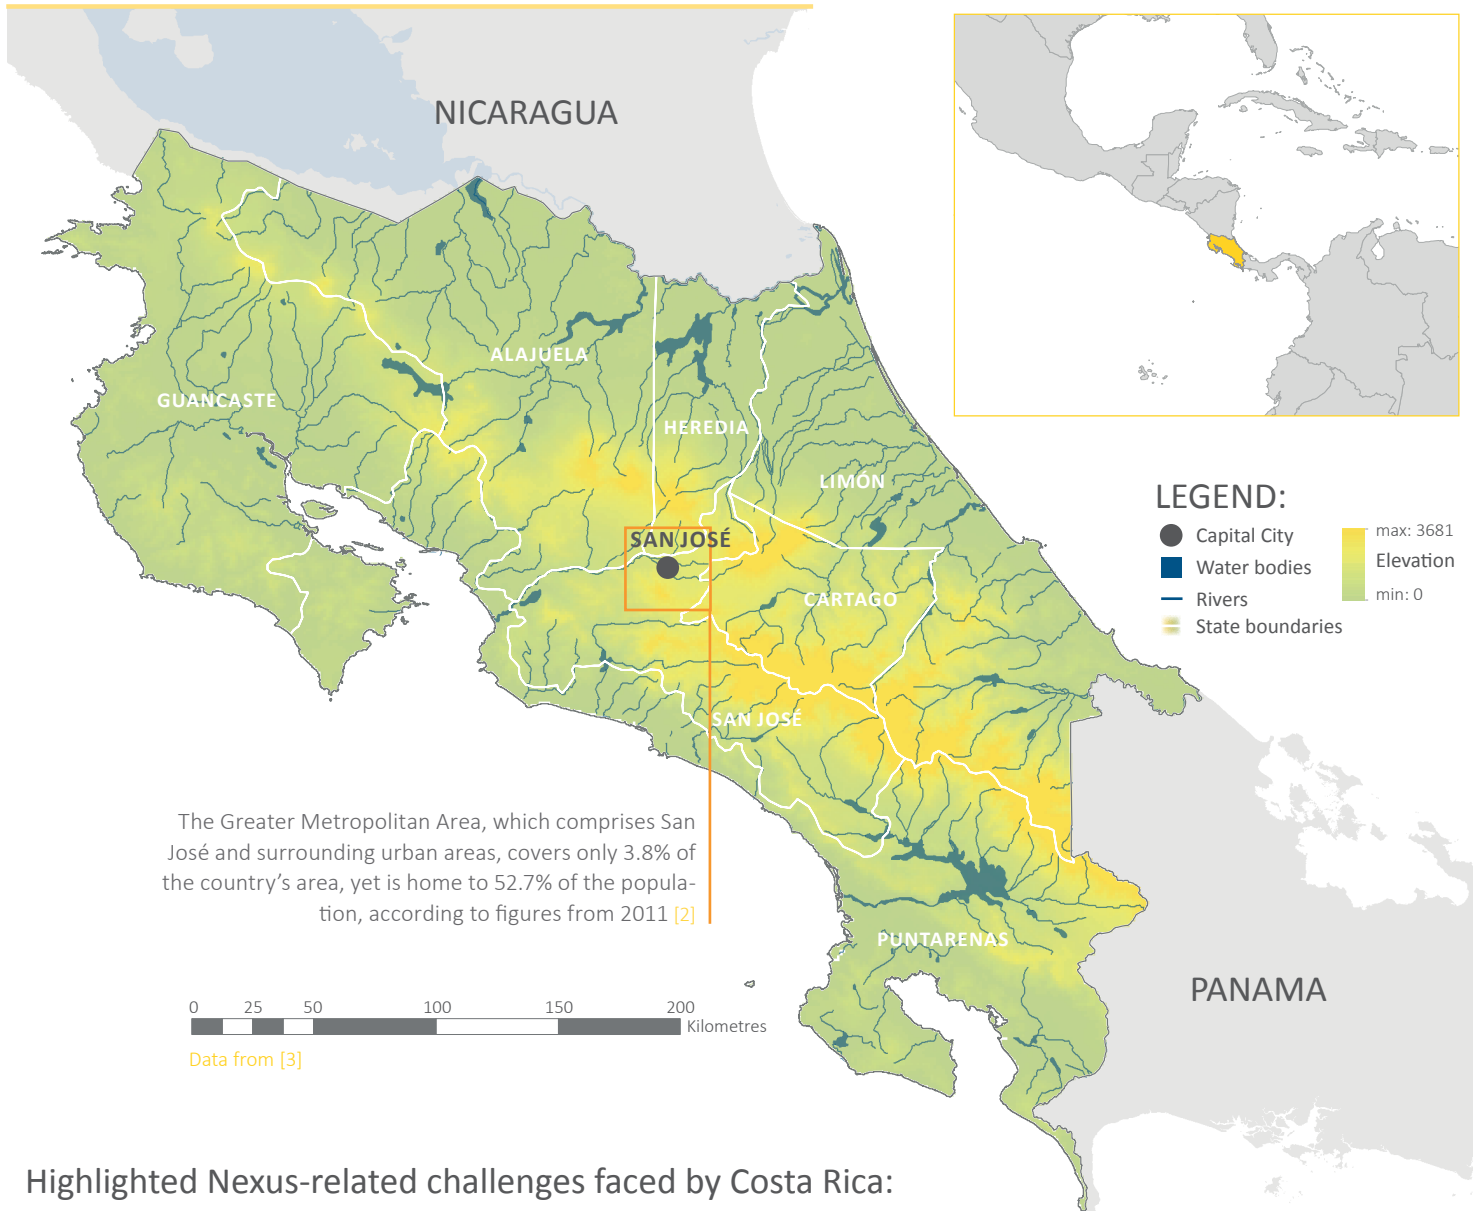 NICARAGUA
ALAJUELA
GUANCASTE
HEREDIA
LIMÓN
SAN JOSÉ
CARTAGO
SAN JOSÉ
PUNTARENAS
PANAMA
LEGEND:
Capital City
Water bodies
Rivers
State boundaries
max: 3681
Elevation
min: 0
The Greater Metropolitan Area, which comprises San
José and surrounding urban areas, covers only 3.8% of
the country's area, yet is home to 52.7% of the popula-
tion, according to figures from 2011 [2]
0 25 50 100 150 200
Kilometres
Data from [3]
Highlighted Nexus-related challenges faced by Costa Rica: